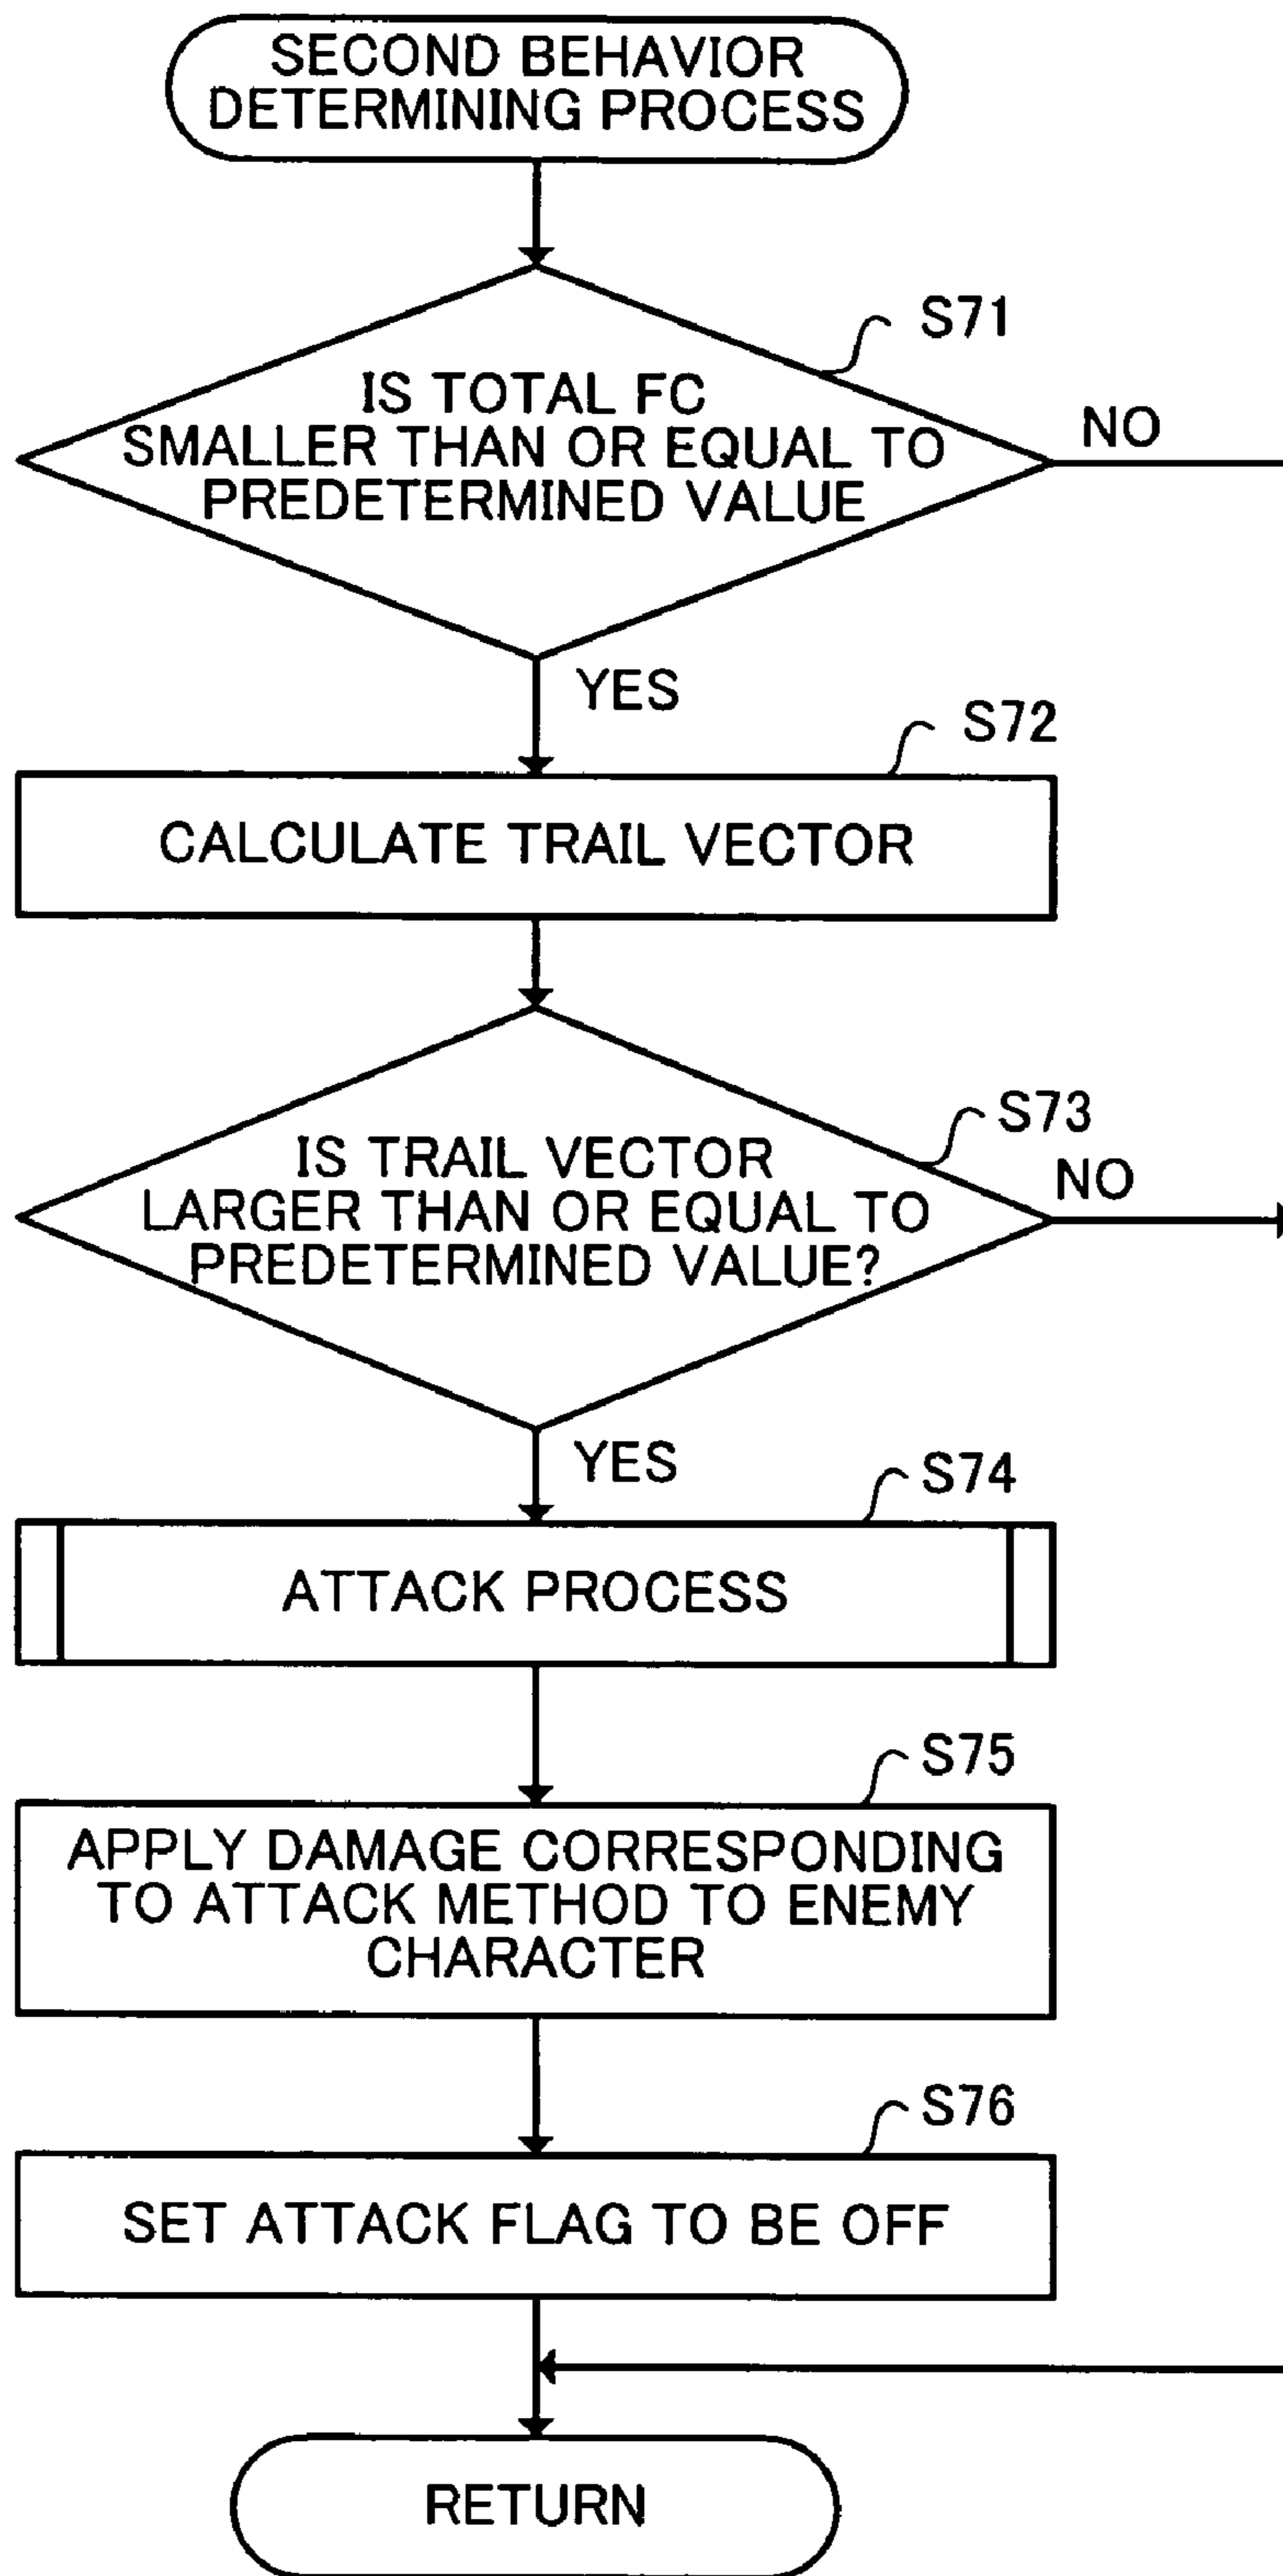 SECOND BEHAVIOR
DETERMINING PROCESS
S71
IS TOTAL FC
SMALLER THAN OR EQUAL TO
PREDETERMINED VALUE
NO
YES
S72
CALCULATE TRAIL VECTOR
S73
IS TRAIL VECTOR
LARGER THAN OR EQUAL TO
PREDETERMINED VALUE?
NO
YES
S74
ATTACK PROCESS
S75
APPLY DAMAGE CORRESPONDING
TO ATTACK METHOD TO ENEMY
CHARACTER
S76
SET ATTACK FLAG TO BE OFF
RETURN